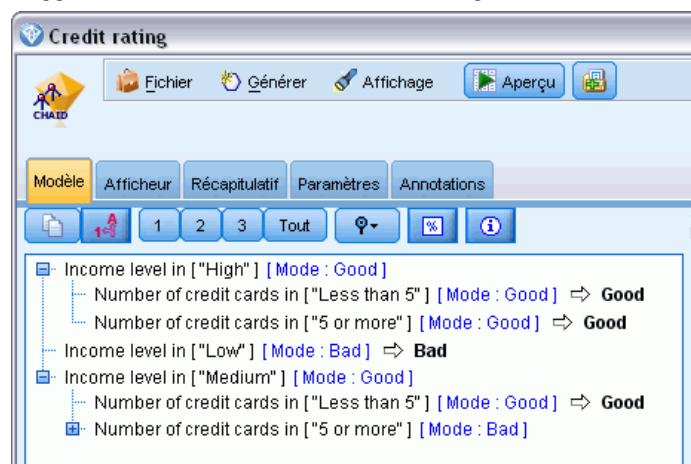 Credit rating
Fichier Générer Affichage Aperçu
CHAID
Modèle Afficheur Récapitulatif Paramètres Annotations
1 2 3 Tout %
Income level in ["High"] [Mode : Good]
Number of credit cards in ["Less than 5"] [Mode : Good] ⇨ Good
Number of credit cards in ["5 or more"] [Mode : Good] ⇨ Good
Income level in ["Low"] [Mode : Bad] ⇨ Bad
Income level in ["Medium"] [Mode : Good]
Number of credit cards in ["Less than 5"] [Mode : Good] ⇨ Good
Number of credit cards in ["5 or more"] [Mode : Bad]